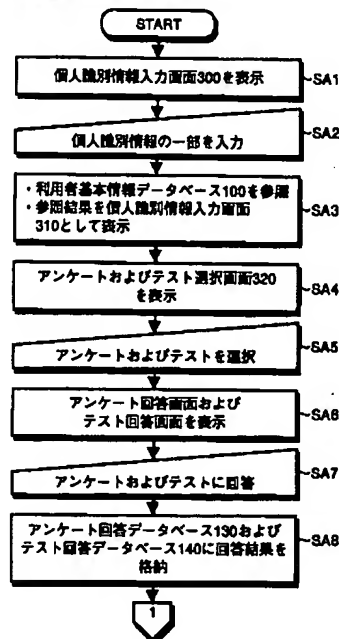 START
個人識別情報入力画面300を表示
SA1
個人識別情報の一部を入力
SA2
・利用者基本情報データベース100を参照
・参照結果を個人識別情報入力画面
310として表示
SA3
アンケートおよびテスト選択画面320
を表示
SA4
アンケートおよびテストを選択
SA5
アンケート回答画面および
テスト回答画面を表示
SA6
アンケートおよびテストに回答
SA7
アンケート回答データベース130および
テスト回答データベース140に回答結果を
格納
SA8
1